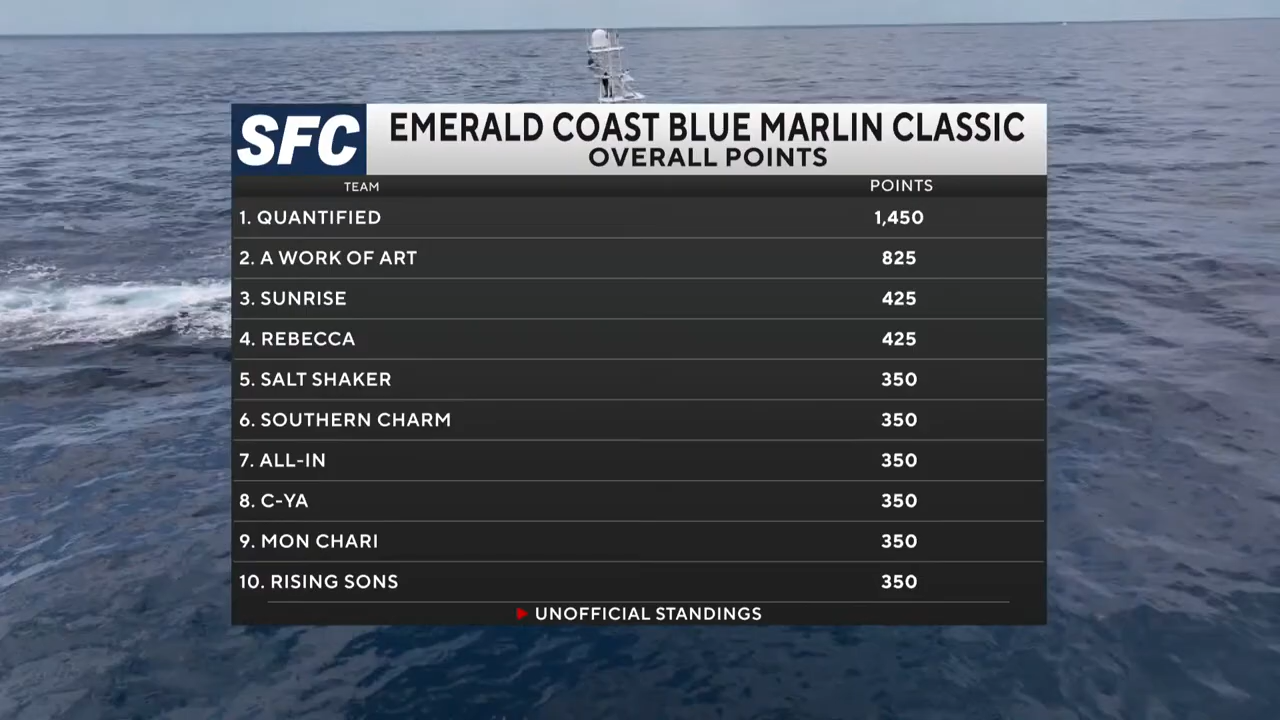 SFC
EMERALD COAST BLUE MARLIN CLASSIC
OVERALL POINTS
TEAM POINTS
1. QUANTIFIED 1,450
2. A WORK OF ART 825
3. SUNRISE 425
4. REBECCA 425
5. SALT SHAKER 350
6. SOUTHERN CHARM 350
7. ALL-IN 350
8. C-YA 350
9. MON CHARI 350
10. RISING SONS 350
UNOFFICIAL STANDINGS